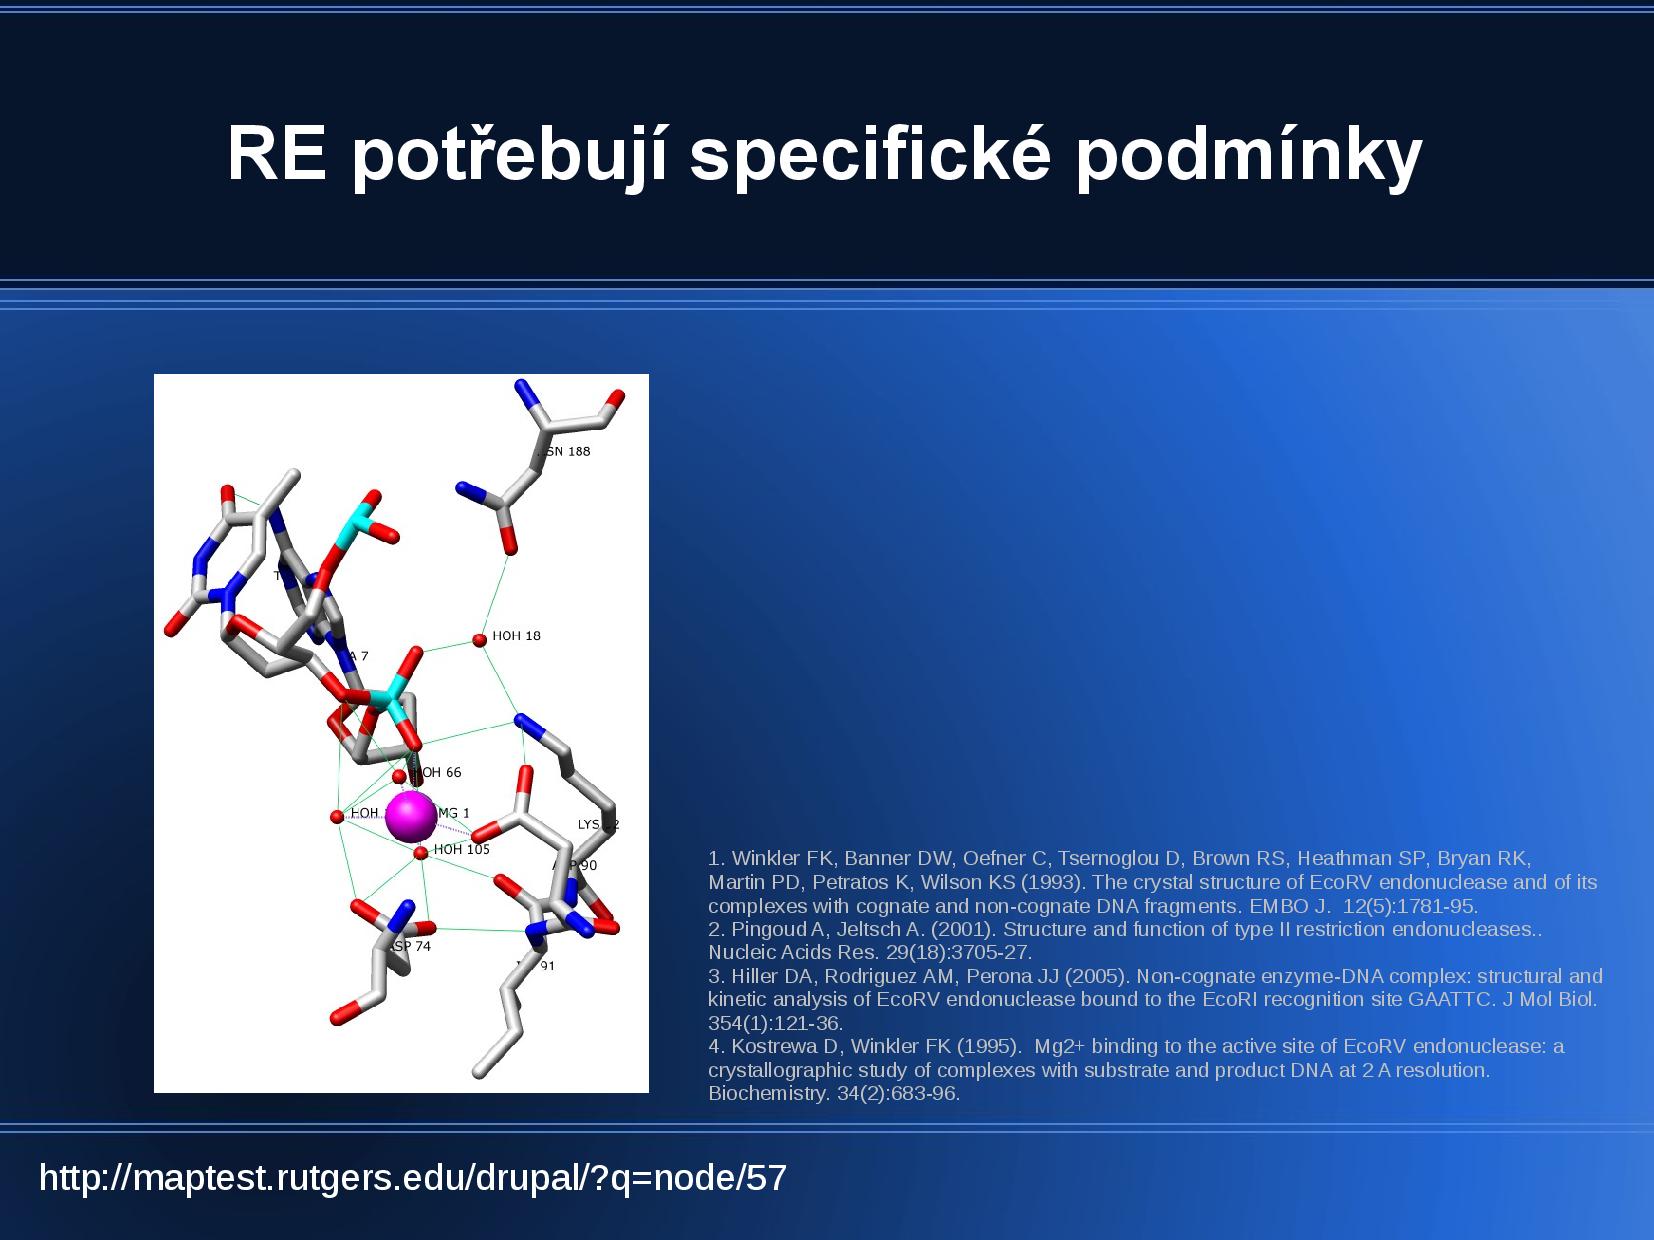 RE potřebují specifické podmínky
SN 188
HOH 18
A 7
OH 66
HOH
MG 1
HOH 105
LYS
90
SP 74
91
1. Winkler FK, Banner DW, Oefner C, Tsernoglou D, Brown RS, Heathman SP, Bryan RK,
Martin PD, Petratos K, Wilson KS (1993). The crystal structure of EcoRV endonuclease and of its
complexes with cognate and non-cognate DNA fragments. EMBO J.  12(5):1781-95.
2. Pingoud A, Jeltsch A. (2001). Structure and function of type II restriction endonucleases..
Nucleic Acids Res. 29(18):3705-27.
3. Hiller DA, Rodriguez AM, Perona JJ (2005). Non-cognate enzyme-DNA complex: structural and
kinetic analysis of EcoRV endonuclease bound to the EcoRI recognition site GAATTC. J Mol Biol.
354(1):121-36.
4. Kostrewa D, Winkler FK (1995).  Mg2+ binding to the active site of EcoRV endonuclease: a
crystallographic study of complexes with substrate and product DNA at 2 A resolution.
Biochemistry. 34(2):683-96.
http://maptest.rutgers.edu/drupal/?q=node/57